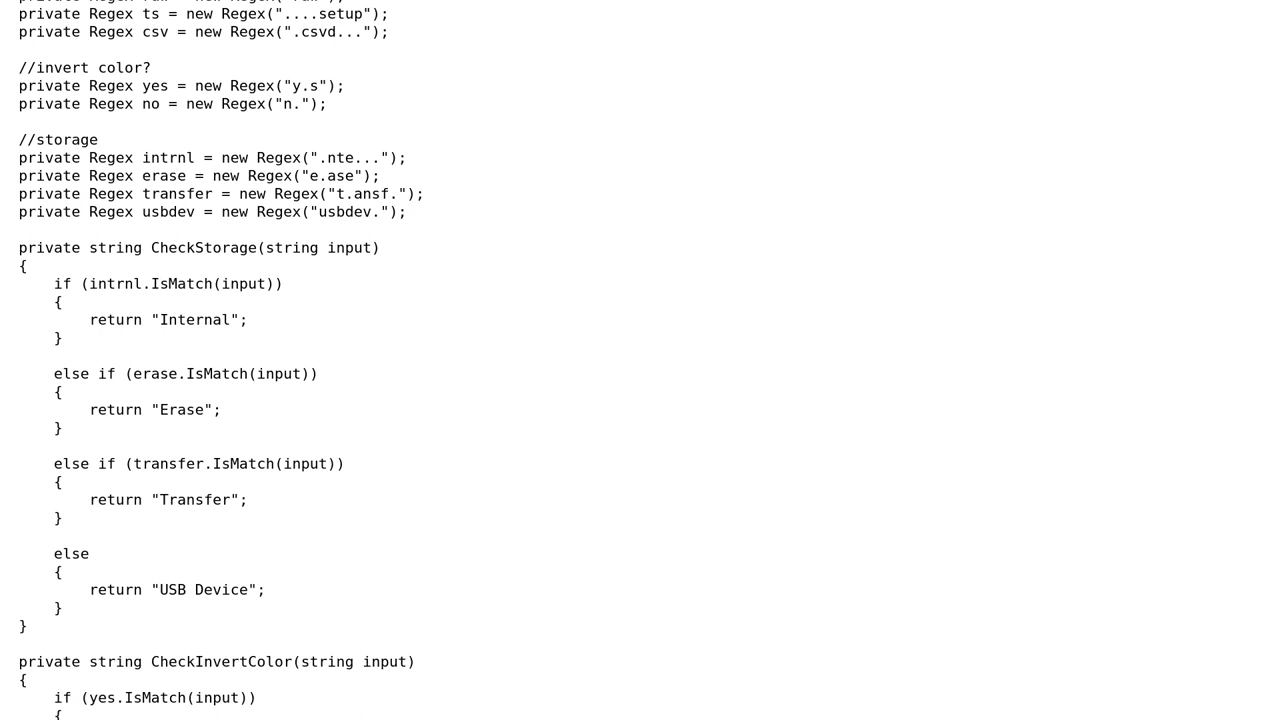 private Regex ts = new Regex("....setup");
private Regex csv = new Regex(".csvd...");

//invert color?
private Regex yes = new Regex("y.s");
private Regex no = new Regex("n.");

//storage
private Regex intrnl = new Regex(".nte...");
private Regex erase = new Regex("e.ase");
private Regex transfer = new Regex("t.ansf.");
private Regex usbdev = new Regex("usbdev.");

private string CheckStorage(string input)
{
    if (intrnl.IsMatch(input))
    {
        return "Internal";
    }

    else if (erase.IsMatch(input))
    {
        return "Erase";
    }

    else if (transfer.IsMatch(input))
    {
        return "Transfer";
    }

    else
    {
        return "USB Device";
    }
}

private string CheckInvertColor(string input)
{
    if (yes.IsMatch(input))
    {